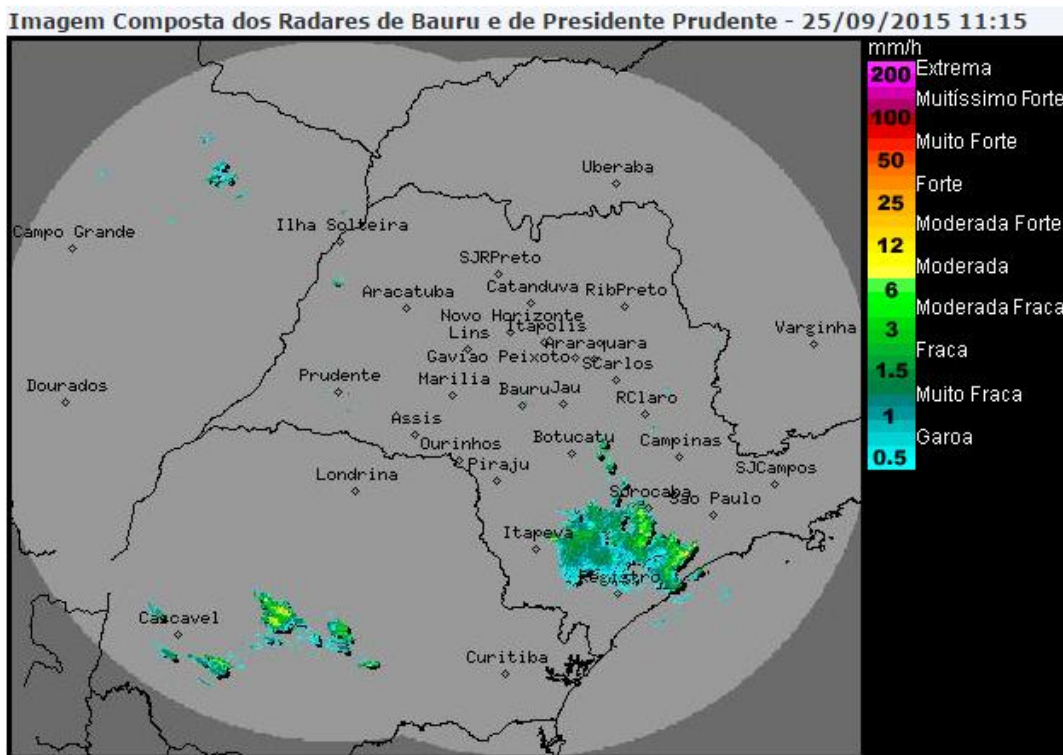 Imagem Composta dos Radares de Bauru e de Presidente Prudente - 25/09/2015 11:15
mm/h
200 Extrema
Muitíssimo Forte
100
Muito Forte
50
Forte
25
Moderada Forte
12
Moderada
6
Moderada Fraca
3
Fraca
1.5
Muito Fraca
1
Garoa
0.5
Uberaba
Ilha Solteira
Campo Grande
SJRPreto
Catanduva
Aracatuba
RibPreto
Novo Horizonte
Itapolis
Lins
Araraquara
Varginha
Gaviao Peixoto
SCarlos
Prudente
Marilia
Dourados
Bauru
Jau
RClaro
Assis
Ourinhos
Botucatu
Campinas
Piraju
Londrina
SJCampos
Sorocaba
Sao Paulo
Itapeva
Registro
Cascavel
Curitiba